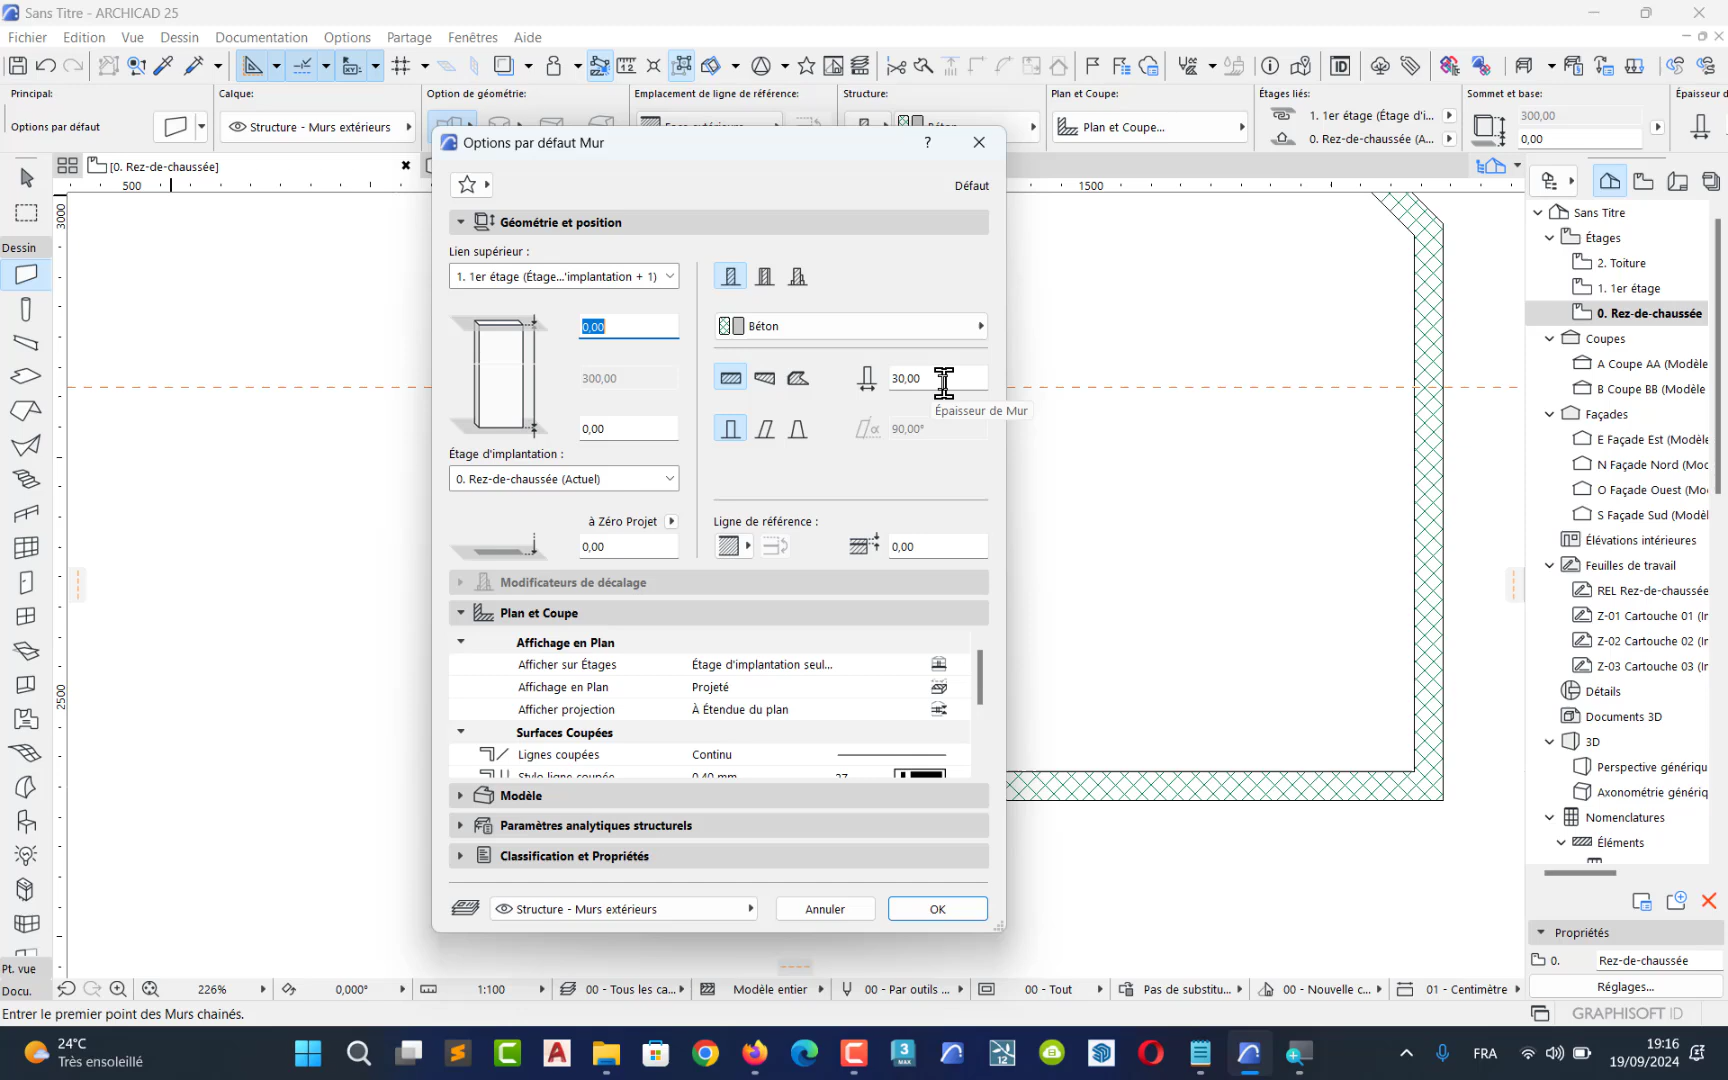 Sans Titre - ARCHICAD 25
Fichier Edition Vue Dessin Documentation Options Partage Fenêtres Aide
Principal: Calque: Option de géométrie: Emplacement de ligne de référence: Structure: Plan et Coupe: Étages liés: Sommet et base: Épaisseur d
Options par défaut
Structure - Murs extérieurs
Plan et Coupe...
1. 1er étage (Étage d'i...
0. Rez-de-chaussée (A...
300,00
0,00
[0. Rez-de-chaussée]
500
1500
3000
2500
Dessin
Pt. vue
Docu.
Options par défaut Mur
?
Défaut
Géométrie et position
Lien supérieur :
1. 1er étage (Étage...'implantation + 1)
0,00
300,00
0,00
Étage d'implantation :
0. Rez-de-chaussée (Actuel)
à Zéro Projet
0,00
Béton
30,00
Épaisseur de Mur
90,00°
Ligne de référence :
0,00
Modificateurs de décalage
Plan et Coupe
Affichage en Plan
Afficher sur Étages Étage d'implantation seul...
Affichage en Plan Projeté
Afficher projection À Étendue du plan
Surfaces Coupées
Lignes coupées Continu
Modèle
Paramètres analytiques structurels
Classification et Propriétés
Structure - Murs extérieurs
Annuler
OK
Sans Titre
Étages
2. Toiture
1. 1er étage
0. Rez-de-chaussée
Coupes
A Coupe AA (Modèle
B Coupe BB (Modèle
Façades
E Façade Est (Modèle
N Façade Nord (Moc
O Façade Ouest (Mo
S Façade Sud (Modèl
Élévations intérieures
Feuilles de travail
REL Rez-de-chaussée
Z-01 Cartouche 01 (Ir
Z-02 Cartouche 02 (Ir
Z-03 Cartouche 03 (Ir
Détails
Documents 3D
3D
Perspective génériqu
Axonométrie génériq
Nomenclatures
Éléments
Propriétés
0. Rez-de-chaussée
Réglages...
226% 0,000° 1:100 00 - Tous les ca... Modèle entier 00 - Par outils ... 00 - Tout Pas de substitu... 00 - Nouvelle c... 01 - Centimètre
Entrer le premier point des Murs chaînés.
GRAPHISOFT ID
24°C
Très ensoleillé
FRA
19:16
19/09/2024